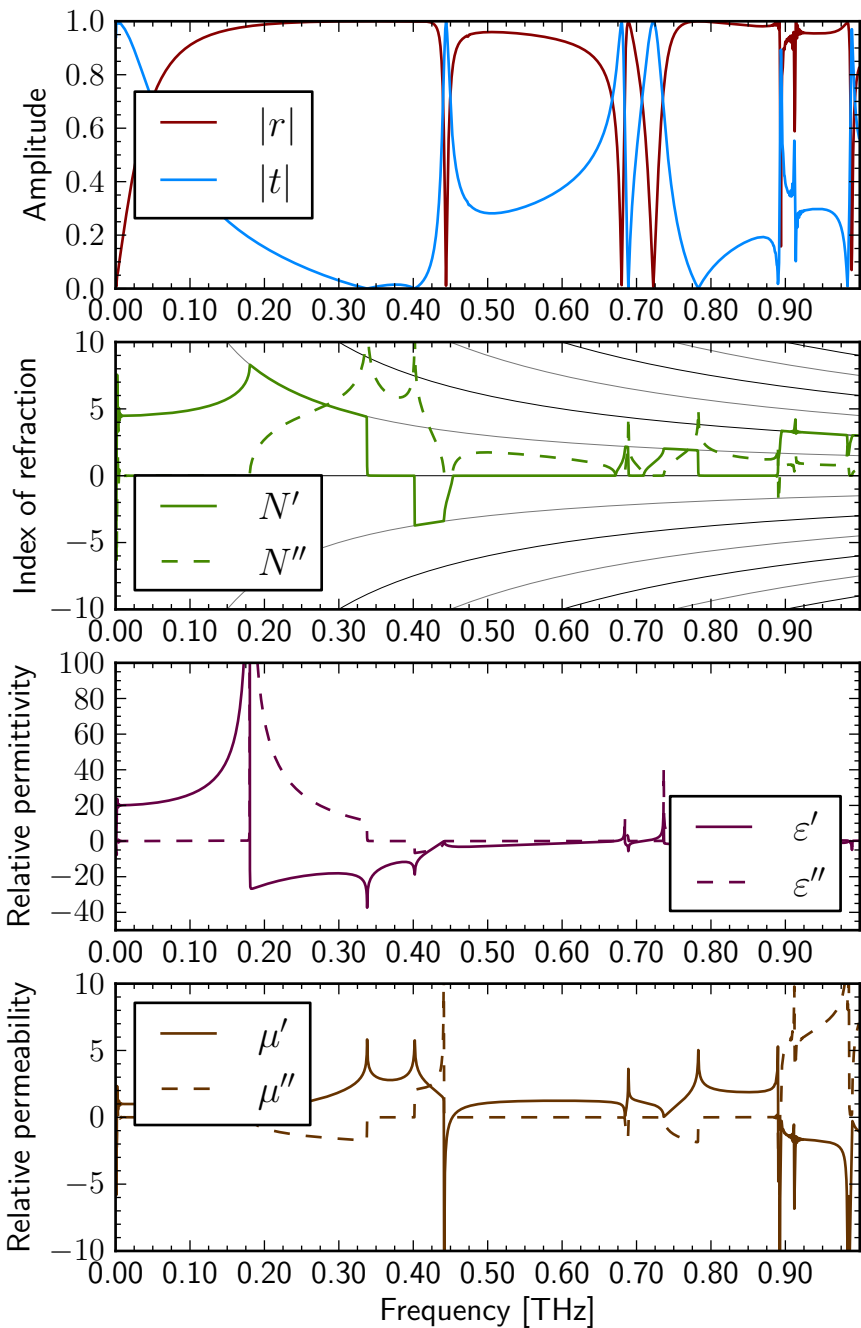 Amplitude
1.0
0.8
0.6
0.4
0.2
0.0
|r|
|t|
0.00 0.10 0.20 0.30 0.40 0.50 0.60 0.70 0.80 0.90
Index of refraction
10
5
0
−5
−10
N′
N″
0.00 0.10 0.20 0.30 0.40 0.50 0.60 0.70 0.80 0.90
Relative permittivity
100
80
60
40
20
0
−20
−40
ε′
ε″
0.00 0.10 0.20 0.30 0.40 0.50 0.60 0.70 0.80 0.90
Relative permeability
10
5
0
−5
−10
μ′
μ″
0.00 0.10 0.20 0.30 0.40 0.50 0.60 0.70 0.80 0.90
Frequency [THz]